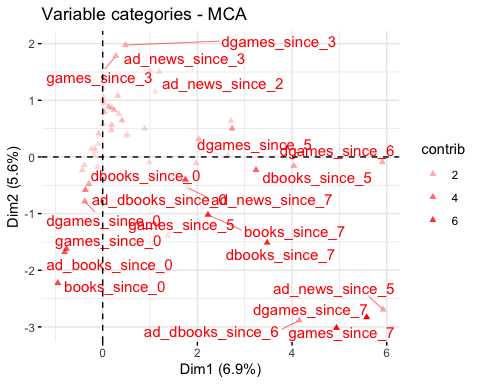 Variable categories - MCA
dgames_since_3
ad_news_since_3
games_since_3
ad_news_since_2
dgames_since_5
games_since_6
dbooks_since_0
dbooks_since_5
ad_dbooks_since_0
ad_news_since_7
dgames_since_0
games_since_5
books_since_7
games_since_0
dbooks_since_7
ad_books_since_0
books_since_0
ad_news_since_5
dgames_since_7
ad_dbooks_since_6
games_since_7
2
1
0
-1
-2
-3
Dim2 (5.6%)
0
2
4
6
Dim1 (6.9%)
contrib
2
4
6